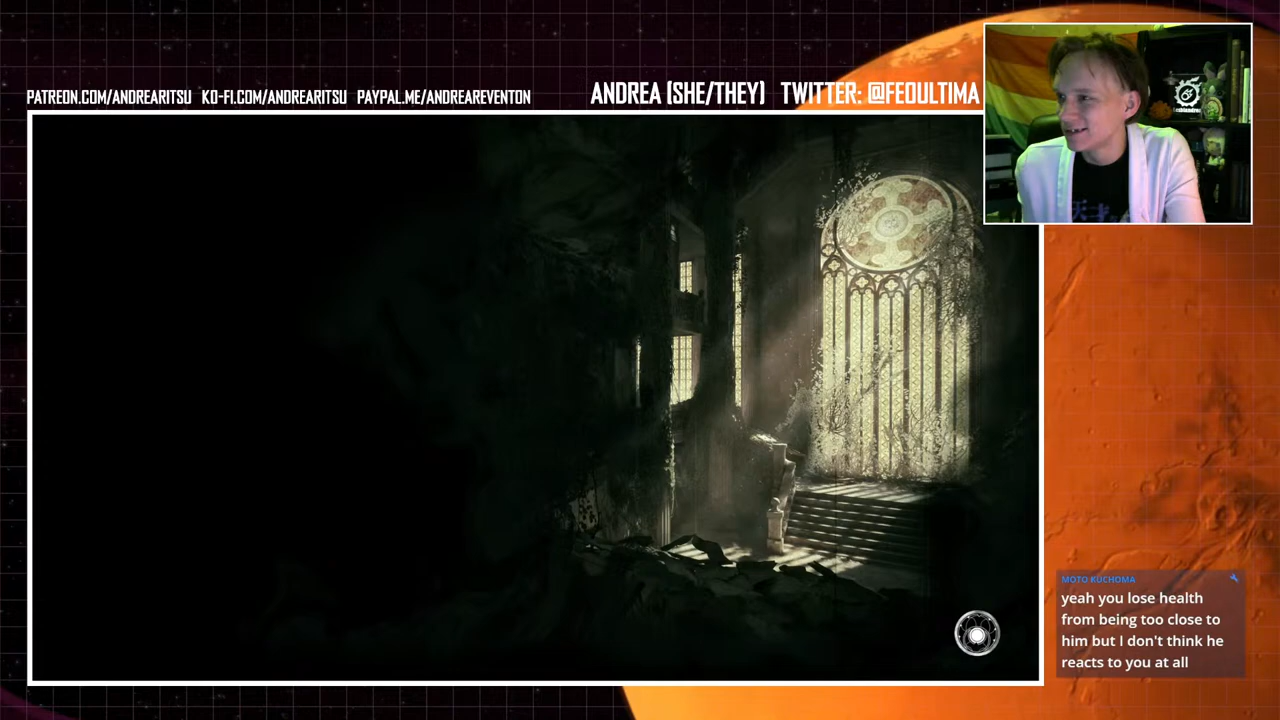 PATREON.COM/ANDREARITSU KO-FI.COM/ANDREARITSU PAYPAL.ME/ANDREAREVENTON
ANDREA (SHE/THEY) TWITTER: @FEOULTIMA
MOTO KUCHOMA
yeah you lose health
from being too close to
him but I don't think he
reacts to you at all